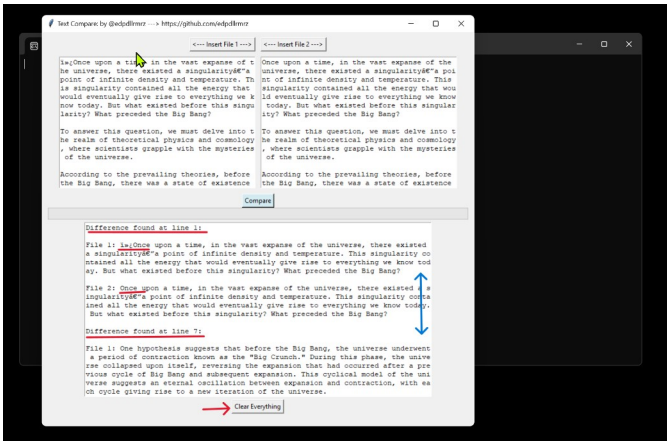 Text Compare: by @edpdllrmrz ---> https://github.com/edpdllrmrz
<--- Insert File 1 --->
<--- Insert File 2 --->
ï»¿Once upon a time, in the vast expanse of t
he universe, there existed a singularityâ€"a
point of infinite density and temperature. Th
is singularity contained all the energy that
would eventually give rise to everything we k
now today. But what existed before this singu
larity? What preceded the Big Bang?
To answer this question, we must delve into t
he realm of theoretical physics and cosmology
, where scientists grapple with the mysteries
of the universe.
According to the prevailing theories, before
the Big Bang, there was a state of existence
Once upon a time, in the vast expanse of the
universe, there existed a singularityâ€"a poi
nt of infinite density and temperature. This
singularity contained all the energy that wou
ld eventually give rise to everything we know
today. But what existed before this singular
ity? What preceded the Big Bang?
To answer this question, we must delve into t
he realm of theoretical physics and cosmology
, where scientists grapple with the mysteries
of the universe.
According to the prevailing theories, before
the Big Bang, there was a state of existence
Compare
Difference found at line 1:
File 1: ï»¿Once upon a time, in the vast expanse of the universe, there existed
a singularityâ€"a point of infinite density and temperature. This singularity co
ntained all the energy that would eventually give rise to everything we know tod
ay. But what existed before this singularity? What preceded the Big Bang?
File 2: Once upon a time, in the vast expanse of the universe, there existed a s
ingularityâ€"a point of infinite density and temperature. This singularity conta
ined all the energy that would eventually give rise to everything we know today.
But what existed before this singularity? What preceded the Big Bang?
Difference found at line 7:
File 1: One hypothesis suggests that before the Big Bang, the universe underwent
a period of contraction known as the "Big Crunch." During this phase, the unive
rse collapsed upon itself, reversing the expansion that had occurred after a pre
vious cycle of Big Bang and subsequent expansion. This cyclical model of the uni
verse suggests an eternal oscillation between expansion and contraction, with ea
ch cycle giving rise to a new iteration of the universe.
Clear Everything